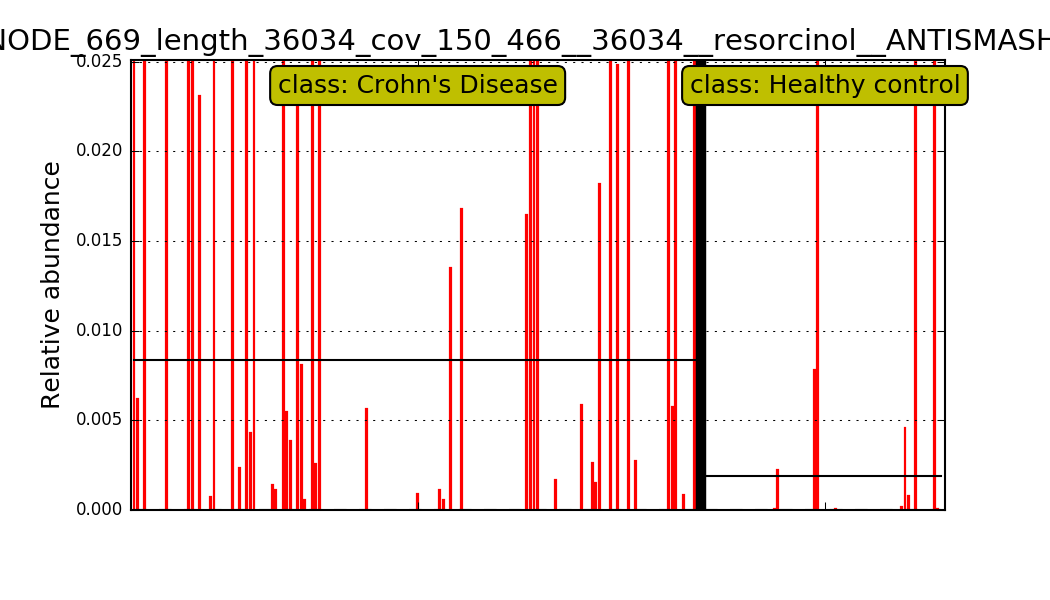 NODE_669_length_36034_cov_150_466__36034__resorcinol__ANTISMASH
0.025
class: Crohn's Disease
class: Healthy control
0.020
0.015
Relative abundance
0.010
0.005
0.000